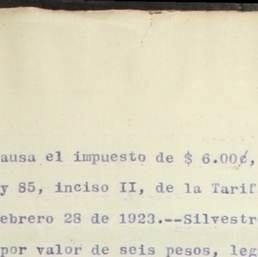 ausa el impuesto de $ 6.00¢,
y 85, inciso II, de la Tarif
ebrero 28 de 1923.--Silvestr
por valor de seis pesos, leg